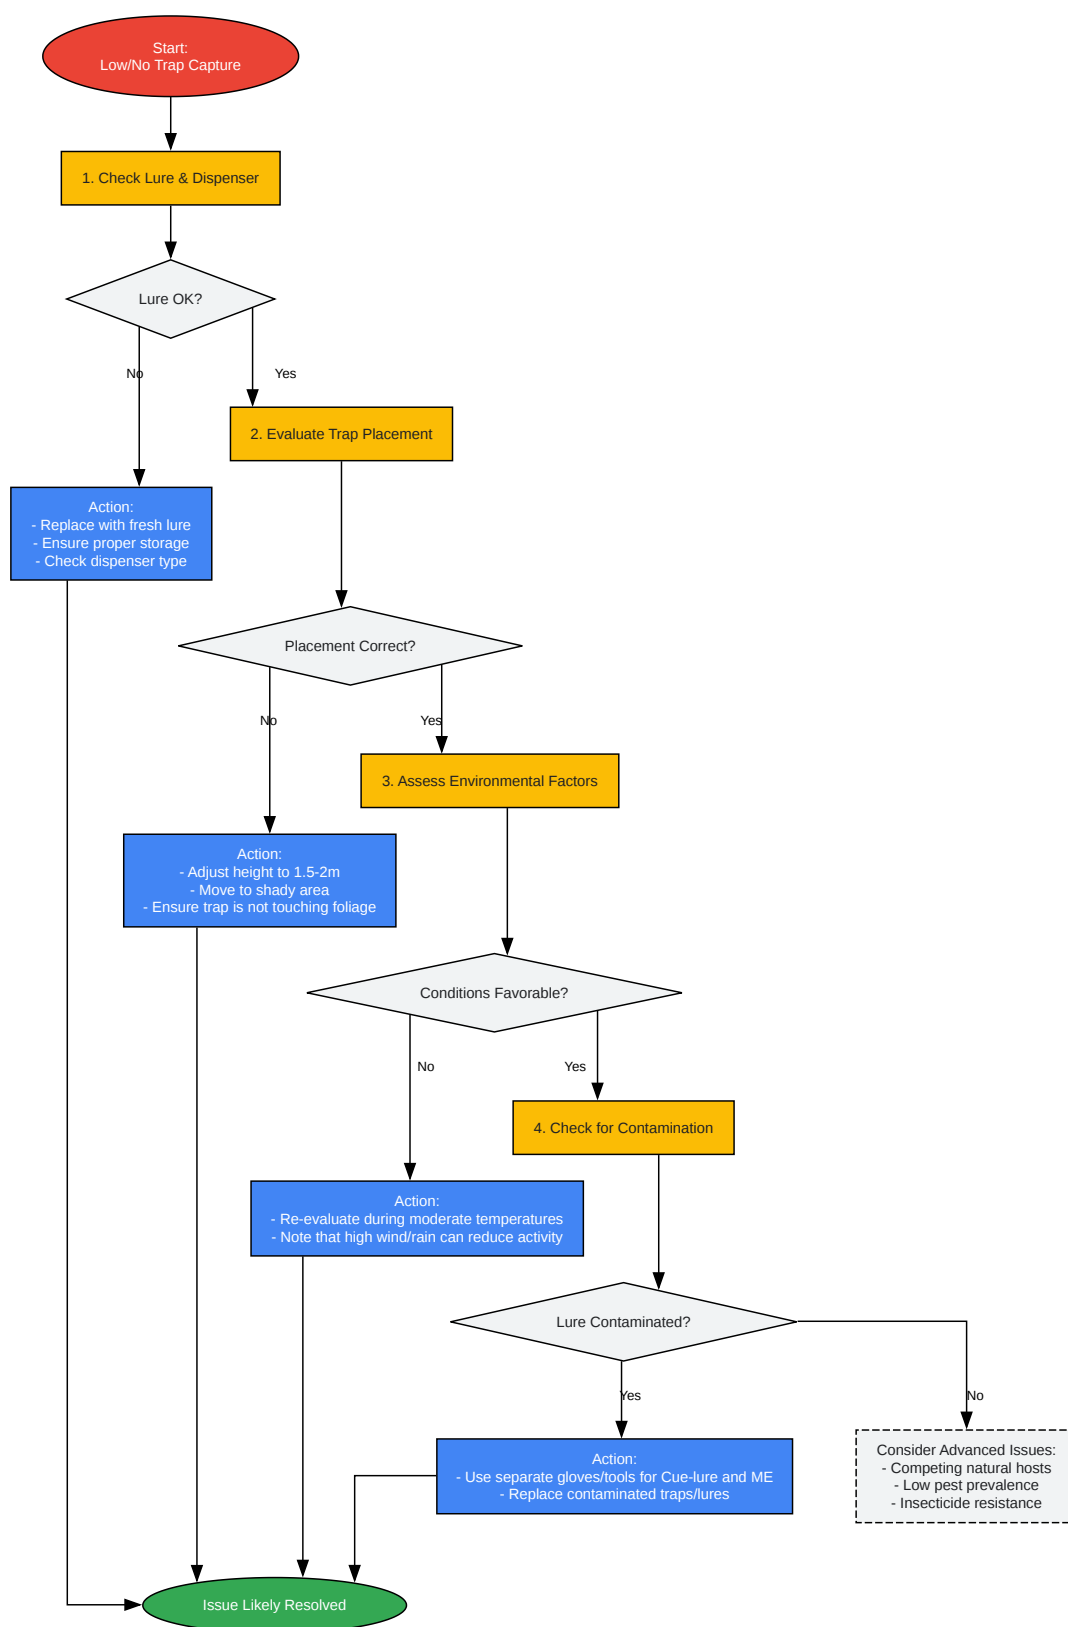 Start:
Low/No Trap Capture
1. Check Lure & Dispenser
Lure OK?
No
Yes
2. Evaluate Trap Placement
Action:
- Replace with fresh lure
- Ensure proper storage
- Check dispenser type
Placement Correct?
No
Yes
3. Assess Environmental Factors
Action:
- Adjust height to 1.5-2m
- Move to shady area
- Ensure trap is not touching foliage
Conditions Favorable?
No
Yes
4. Check for Contamination
Action:
- Re-evaluate during moderate temperatures
- Note that high wind/rain can reduce activity
Lure Contaminated?
Yes
No
Action:
- Use separate gloves/tools for Cue-lure and ME
- Replace contaminated traps/lures
Consider Advanced Issues:
- Competing natural hosts
- Low pest prevalence
- Insecticide resistance
Issue Likely Resolved